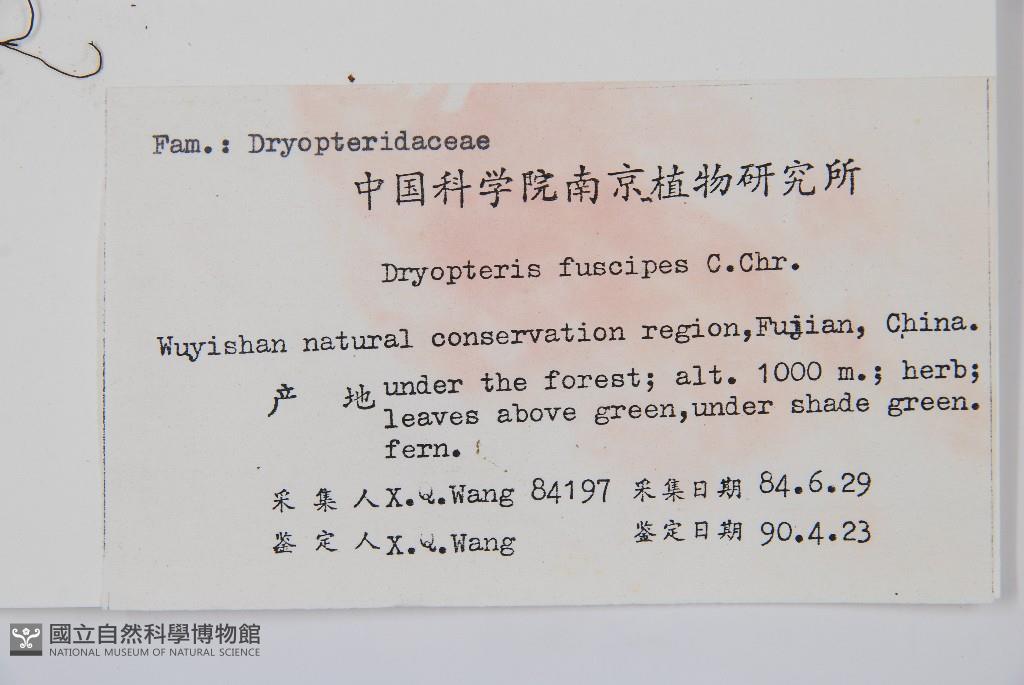 Fam.: Dryopteridaceae
中国科学院南京植物研究所
Dryopteris fuscipes C.Chr.
Wuyishan natural conservation region,Fujian, China.
产 地 under the forest; alt. 1000 m.; herb;
leaves above green,under shade green.
fern.
采 集 人 X.Q.Wang 84197 采集日期 84.6.29
鉴 定 人 X.Q.Wang 鉴定日期 90.4.23
國立自然科學博物館
NATIONAL MUSEUM OF NATURAL SCIENCE